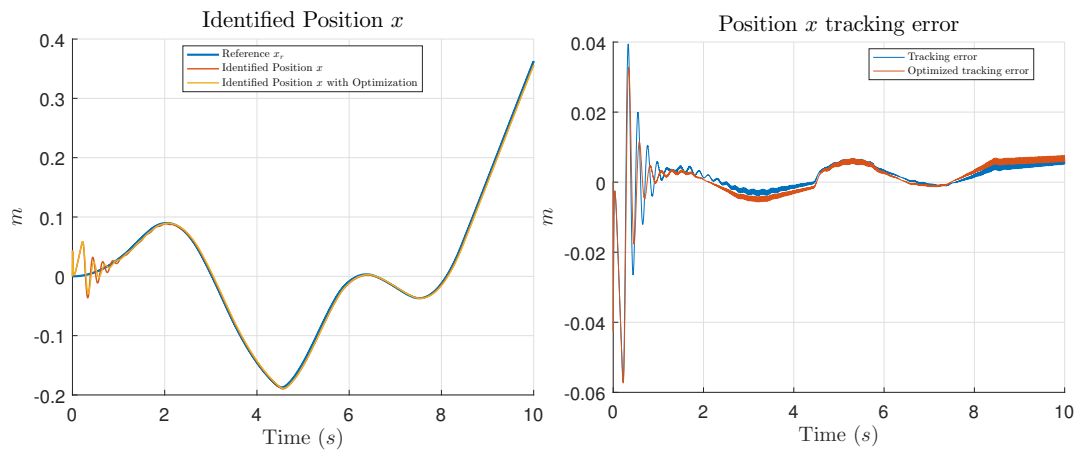 Identified Position x
0.4
0.3
0.2
0.1
0
-0.1
-0.2
m
Reference x_r
Identified Position x
Identified Position x with Optimization
0 2 4 6 8 10
Time (s)
Position x tracking error
0.04
0.02
0
-0.02
-0.04
-0.06
m
Tracking error
Optimized tracking error
0 2 4 6 8 10
Time (s)